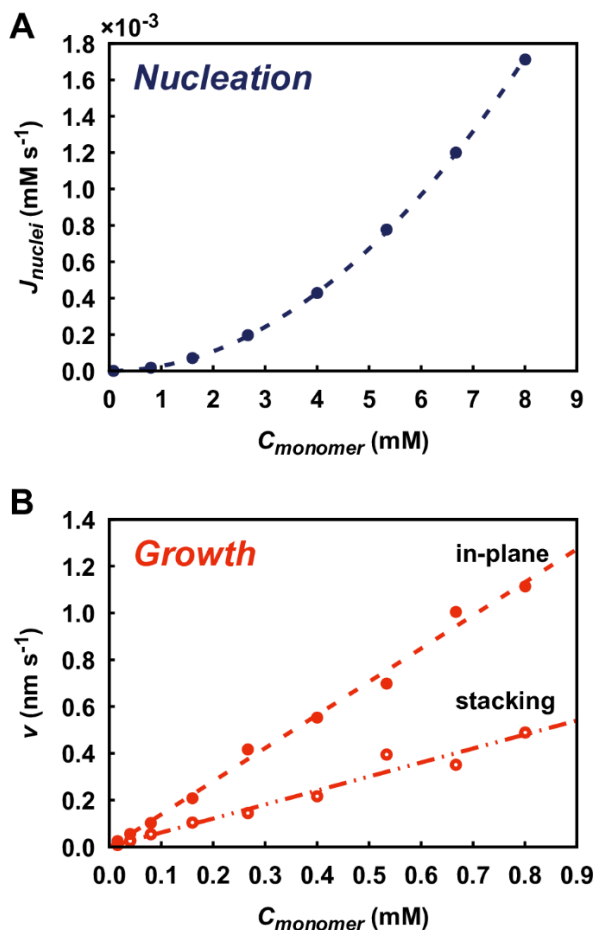 A
×10⁻³
Nucleation
J_nuclei (mM s⁻¹)
1.8
1.6
1.4
1.2
1.0
0.8
0.6
0.4
0.2
0.0
0 1 2 3 4 5 6 7 8 9
C_monomer (mM)
B
Growth
in-plane
stacking
v (nm s⁻¹)
1.4
1.2
1.0
0.8
0.6
0.4
0.2
0.0
0.0 0.1 0.2 0.3 0.4 0.5 0.6 0.7 0.8 0.9
C_monomer (mM)